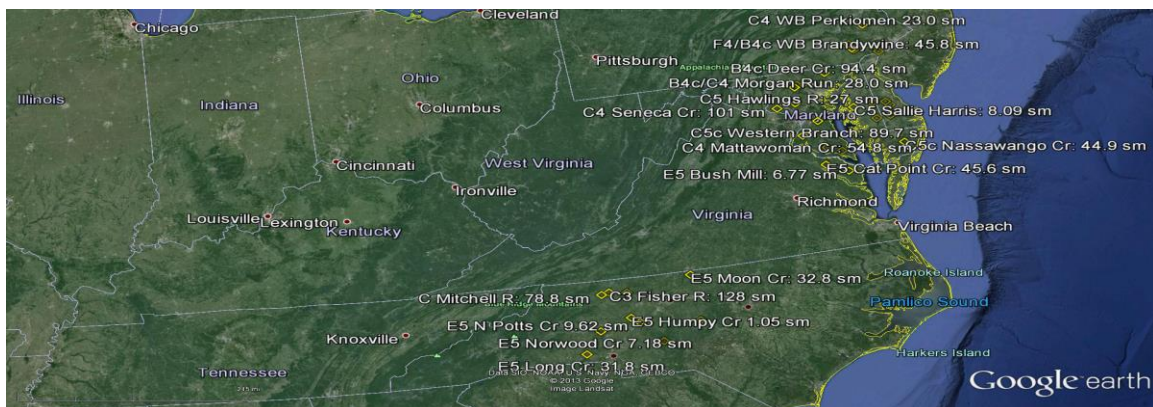 Chicago
Cleveland
C4 WB Perkiomen 23.0 sm
F4/B4c WB Brandywine: 45.8 sm
Pittsburgh
B4c Deer Cr: 94.4 sm
Ohio
B4c/C4 Morgan Run: 28.0 sm
Illinois
Indiana
Columbus
C5 Hawlings R: 27 sm
C4 Seneca Cr: 101 sm
Maryland
C5 Sallie Harris: 8.09 sm
C5c Western Branch: 89.7 sm
C4 Mattawoman Cr: 54.8 sm
C5c Nassawango Cr: 44.9 sm
Cincinnati
West Virginia
E5 Bush Mill: 6.77 sm
E5 Cat Point Cr: 45.6 sm
Ironville
Richmond
Louisville
Lexington
Kentucky
Virginia
Virginia Beach
E5 Moon Cr: 32.8 sm
Roanoke Island
C Mitchell R: 78.8 sm
C3 Fisher R: 128 sm
Pamlico Sound
E5 N Potts Cr 9.62 sm
E5 Humpy Cr 1.05 sm
Knoxville
E5 Norwood Cr 7.18 sm
Harkers Island
E5 Long Cr: 31.8 sm
Tennessee
© 2013 Google
Image Landsat
Google earth